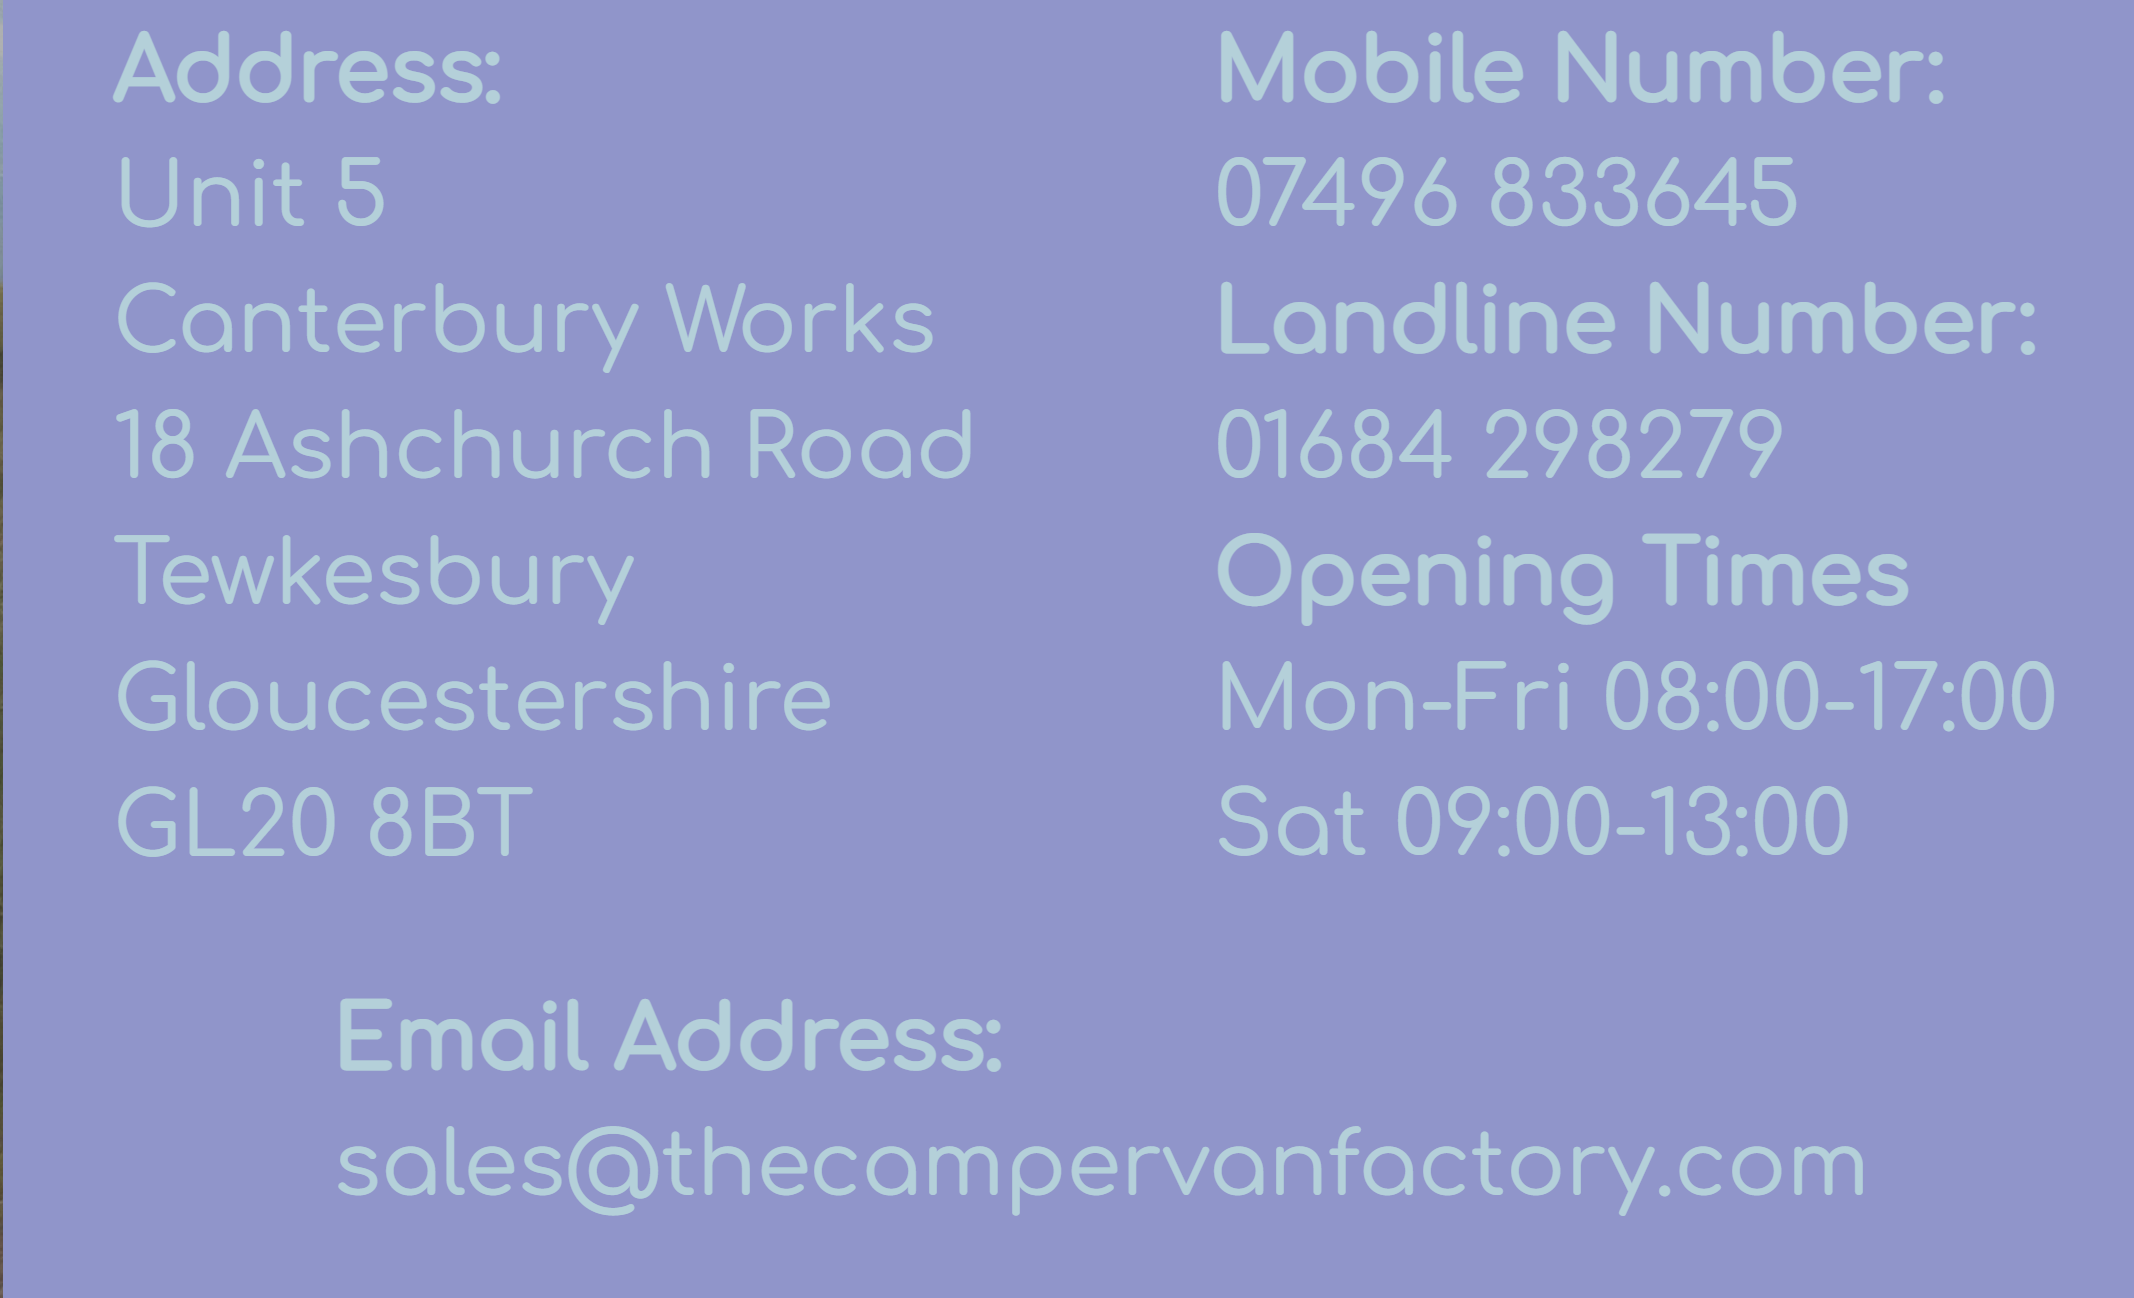 Address:
Unit 5
Canterbury Works
18 Ashchurch Road
Tewkesbury
Gloucestershire
GL20 8BT
Mobile Number:
07496 833645
Landline Number:
01684 298279
Opening Times
Mon-Fri 08:00-17:00
Sat 09:00-13:00
Email Address:
sales@thecampervanfactory.com